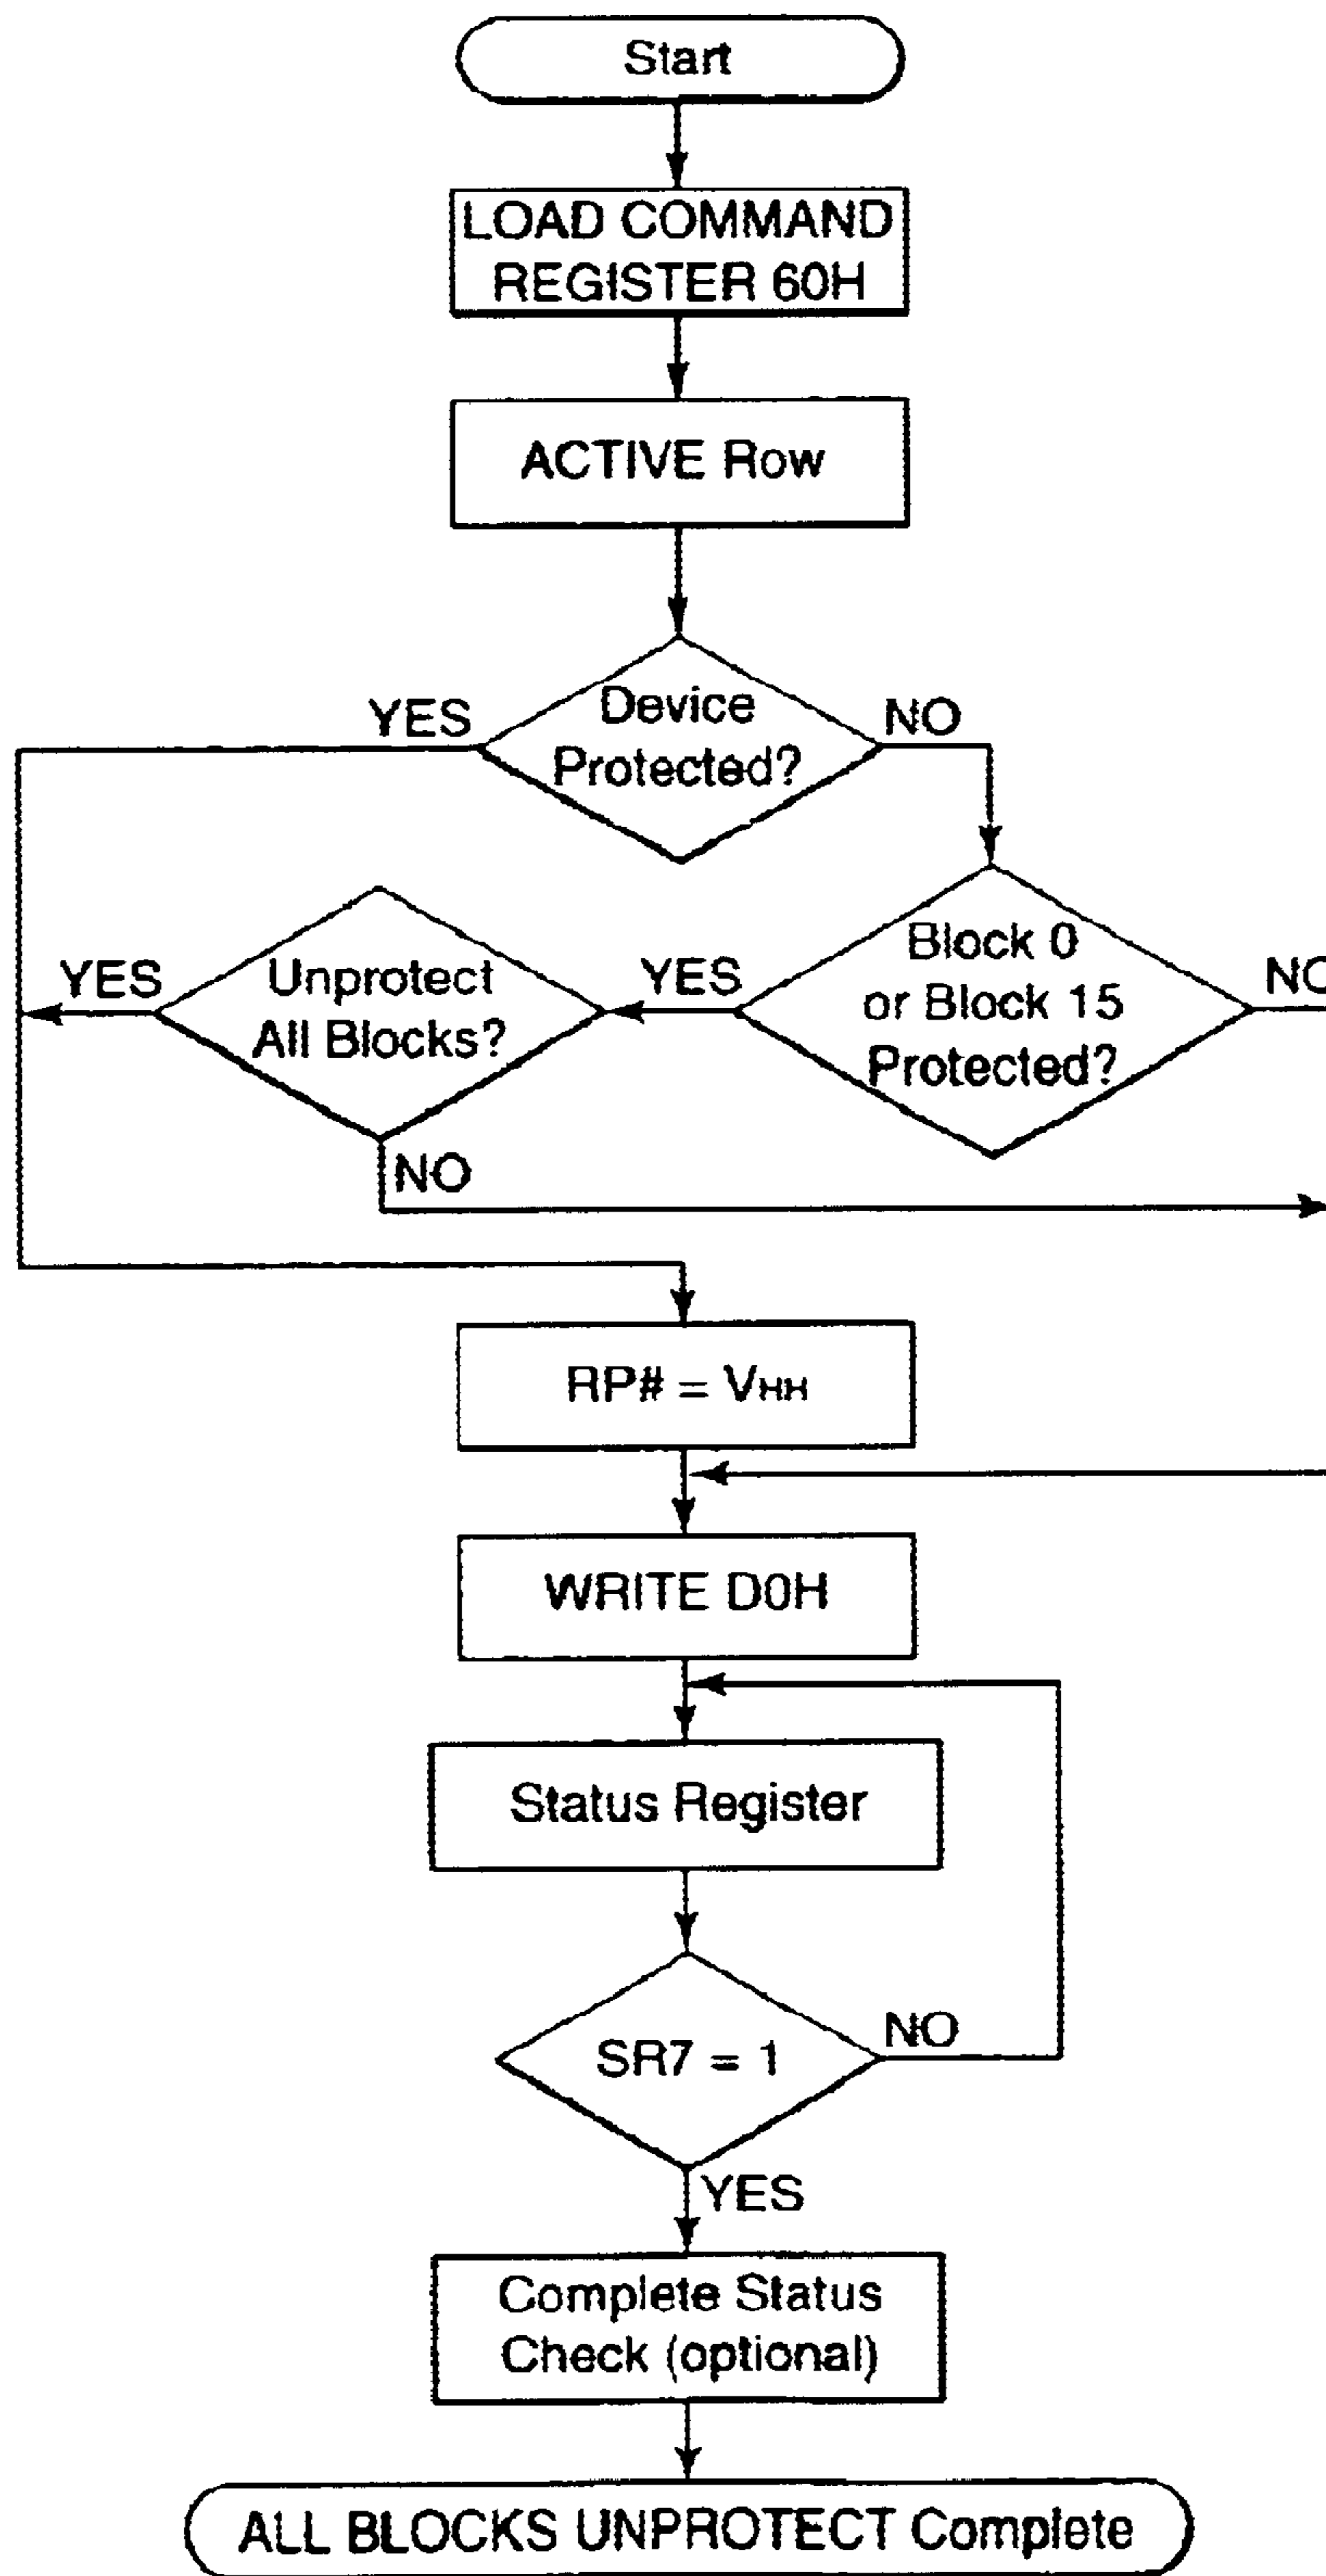 Start
LOAD COMMAND
REGISTER 60H
ACTIVE Row
YES
Device
Protected?
NO
YES
Unprotect
All Blocks?
YES
Block 0
or Block 15
Protected?
NO
NO
RP# = VHH
WRITE D0H
Status Register
SR7 = 1
NO
YES
Complete Status
Check (optional)
ALL BLOCKS UNPROTECT Complete